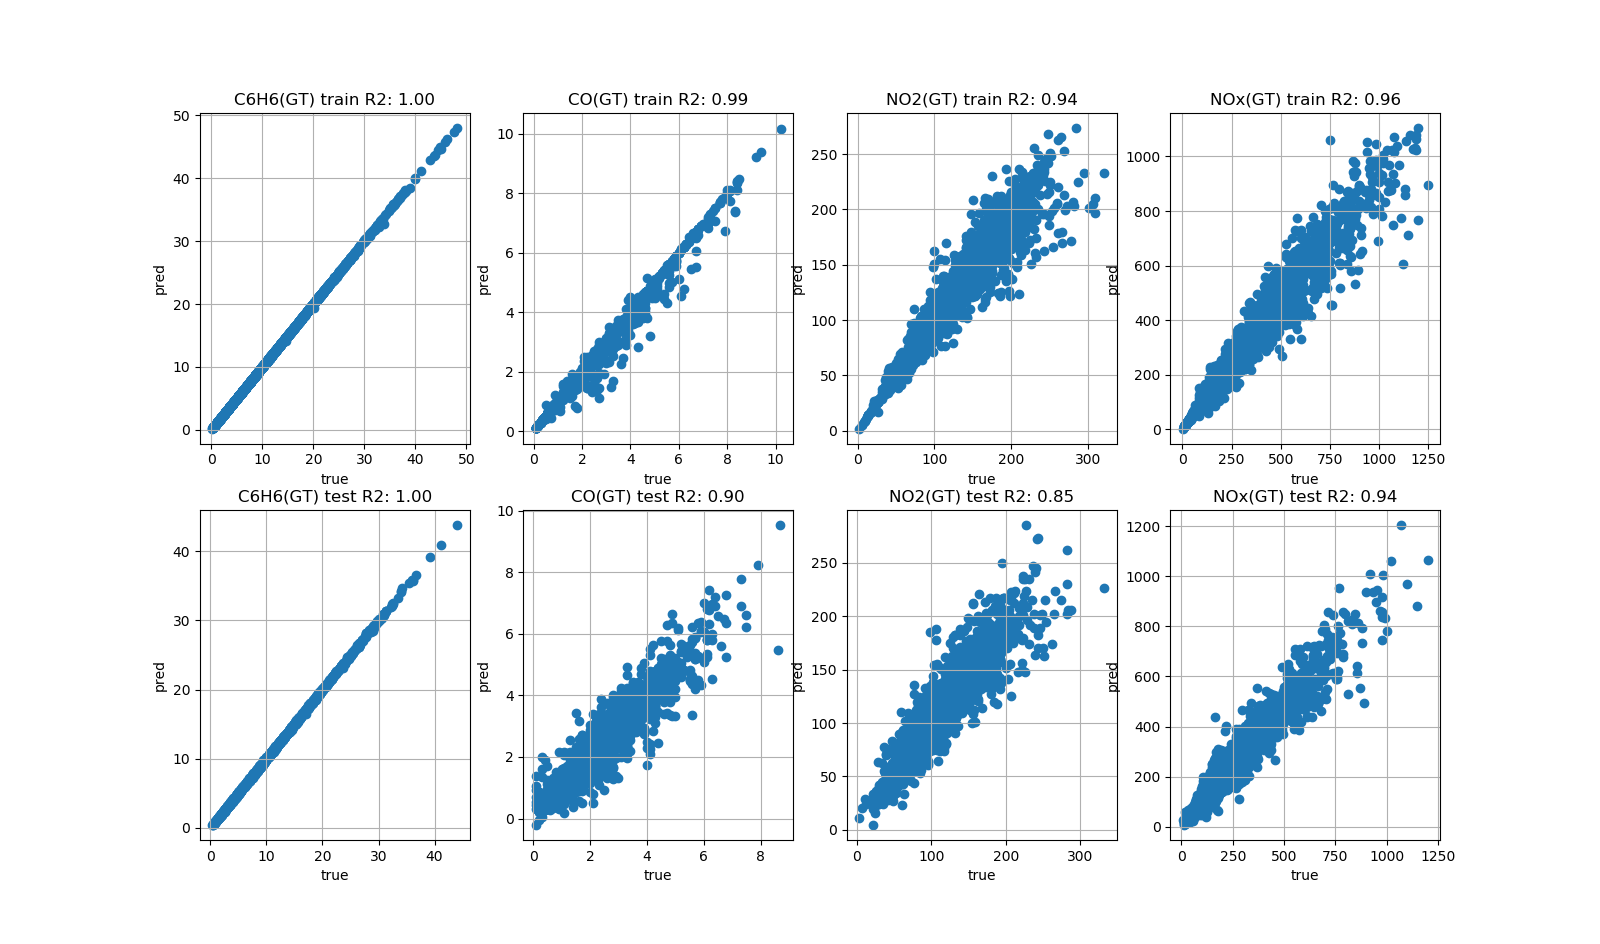 C6H6(GT) train R2: 1.00
50
40
30
20
10
0
pred
0 10 20 30 40 50
true
CO(GT) train R2: 0.99
10
8
6
4
2
0
pred
0 2 4 6 8 10
true
NO2(GT) train R2: 0.94
250
200
150
100
50
0
pred
0 100 200 300
true
NOx(GT) train R2: 0.96
1000
800
600
400
200
0
pred
0 250 500 750 1000 1250
true
C6H6(GT) test R2: 1.00
40
30
20
10
0
pred
0 10 20 30 40
true
CO(GT) test R2: 0.90
10
8
6
4
2
0
pred
0 2 4 6 8
true
NO2(GT) test R2: 0.85
250
200
150
100
50
0
pred
0 100 200 300
true
NOx(GT) test R2: 0.94
1200
1000
800
600
400
200
0
pred
0 250 500 750 1000 1250
true